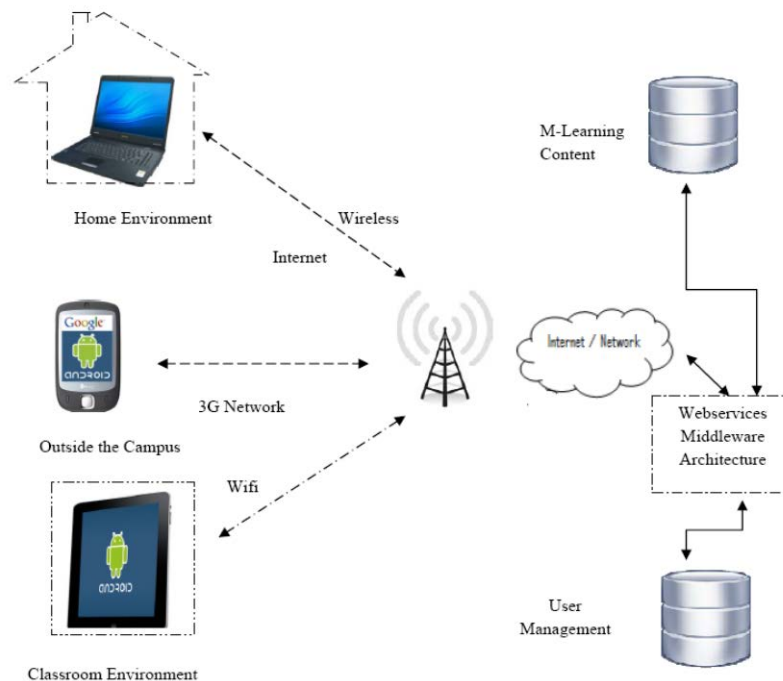 M-Learning
Content
Home Environment
Wireless
Internet
Google
ANDROID
Internet / Network
3G Network
Outside the Campus
Webservices
Middleware
Architecture
Wifi
ANDROID
User
Management
Classroom Environment